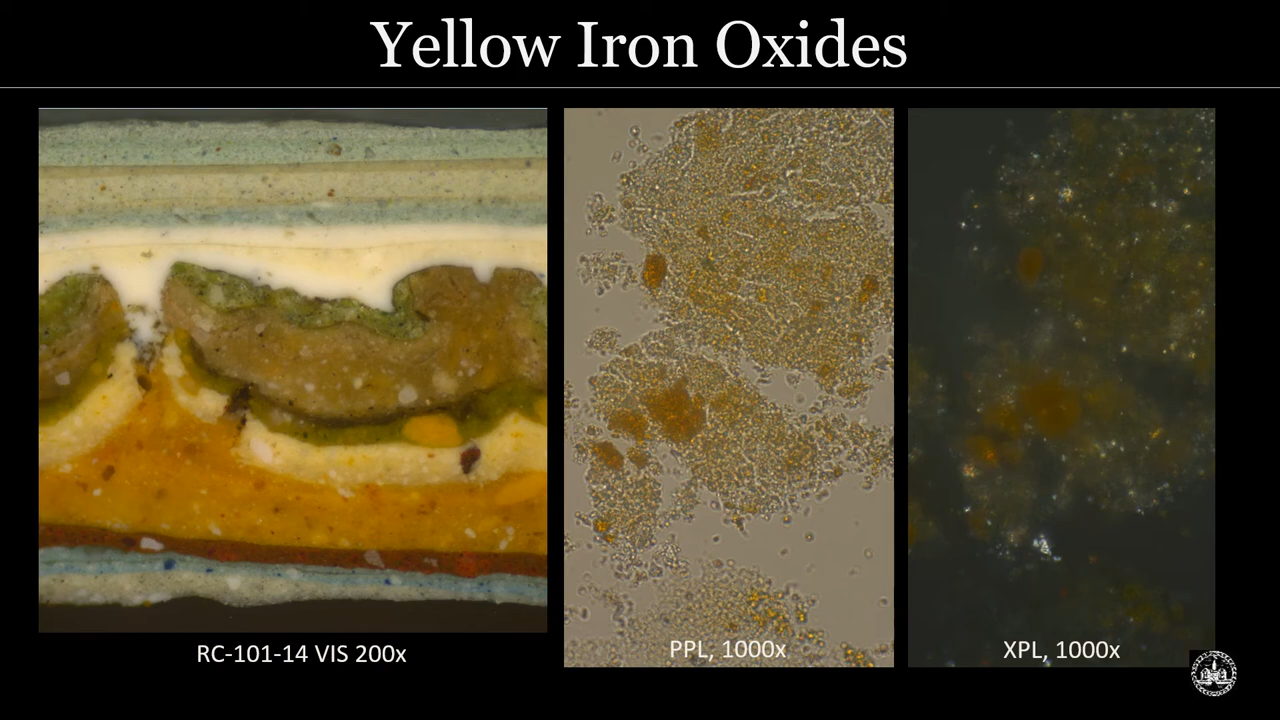 Yellow Iron Oxides
RC-101-14 VIS 200x
PPL, 1000x
XPL, 1000x